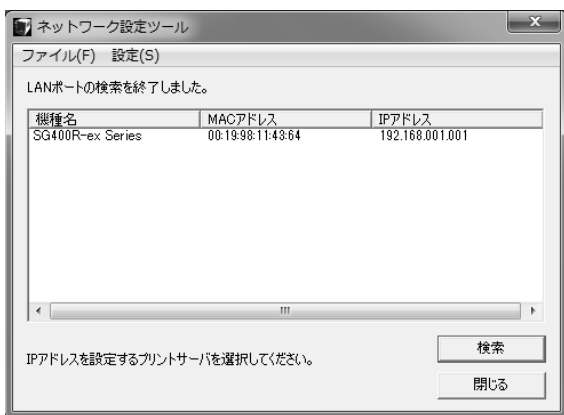 ネットワーク設定ツール
ファイル(F) 設定(S)
LANポートの検索を終了しました。
機種名 MACアドレス IPアドレス
SG400R-ex Series 00:19:98:11:43:64 192.168.001.001
検索
IPアドレスを設定するプリントサーバを選択してください。
閉じる